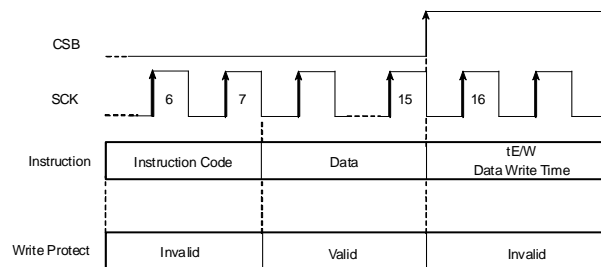 CSB
SCK
6
7
15
16
Instruction
Instruction Code
Data
tE/W
Data Write Time
Write Protect
Invalid
Valid
Invalid